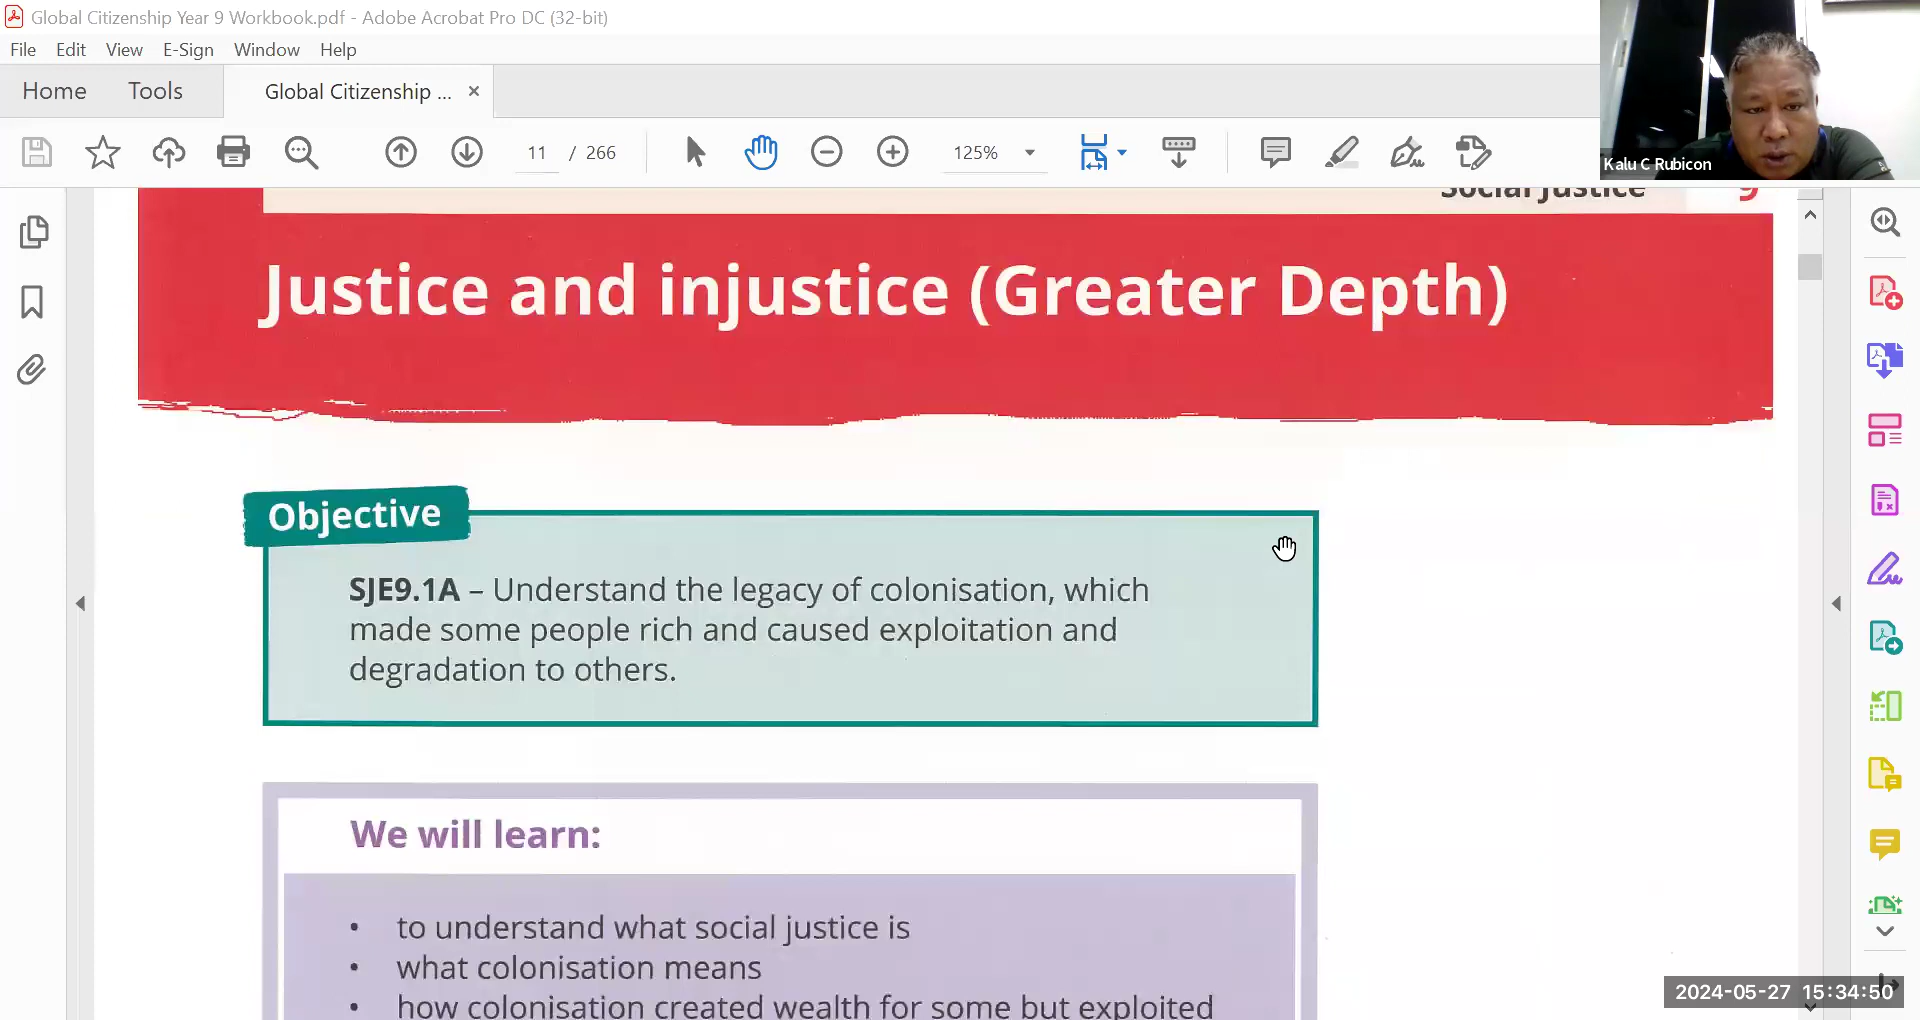 Global Citizenship Year 9 Workbook.pdf - Adobe Acrobat Pro DC (32-bit)
File Edit View E-Sign Window Help
Home Tools Global Citizenship ... ×
11 / 266 125%
Kalu C Rubicon
Social Justice 9
Justice and injustice (Greater Depth)
Objective
SJE9.1A – Understand the legacy of colonisation, which
made some people rich and caused exploitation and
degradation to others.
We will learn:
• to understand what social justice is
• what colonisation means
• how colonisation created wealth for some but exploited
2024-05-27 15:34:50